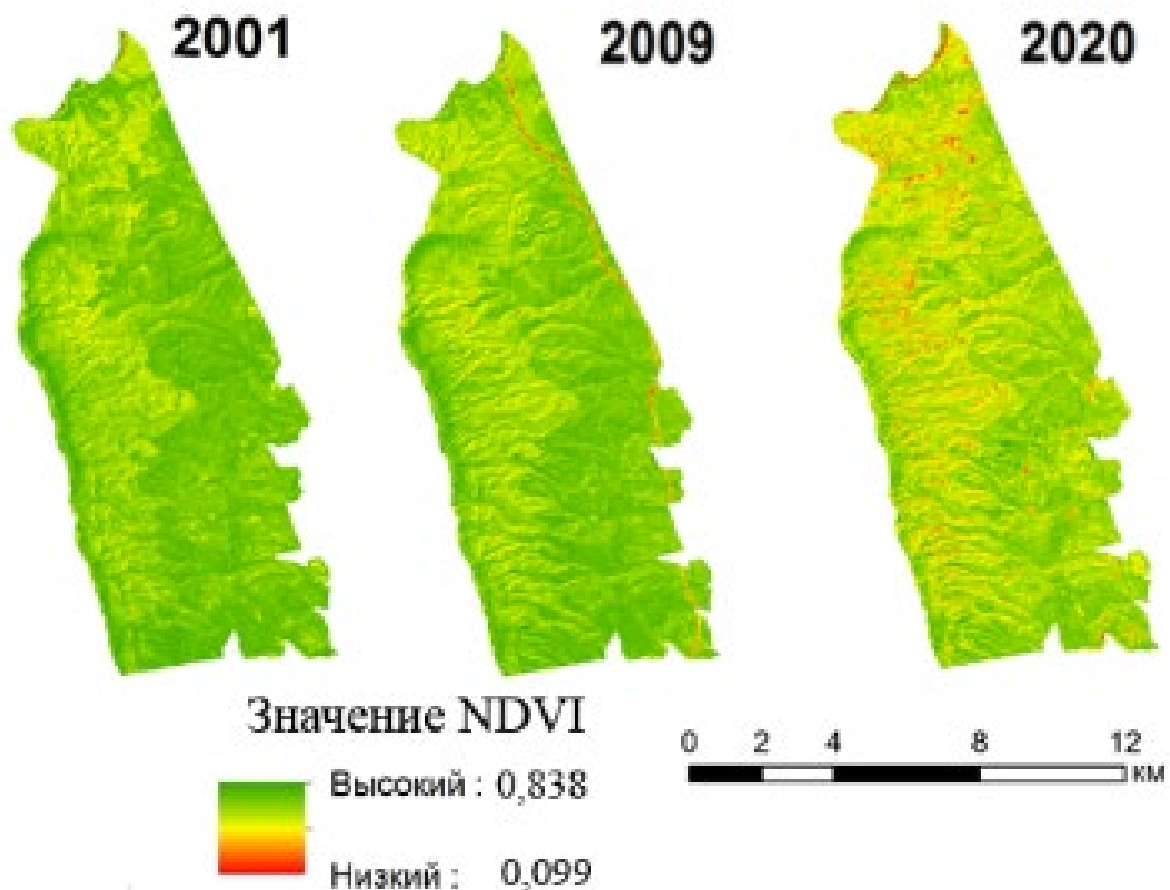 2001
2009
2020
Значение NDVI
Высокий : 0,838
Низкий : 0,099
0 2 4 8 12
км